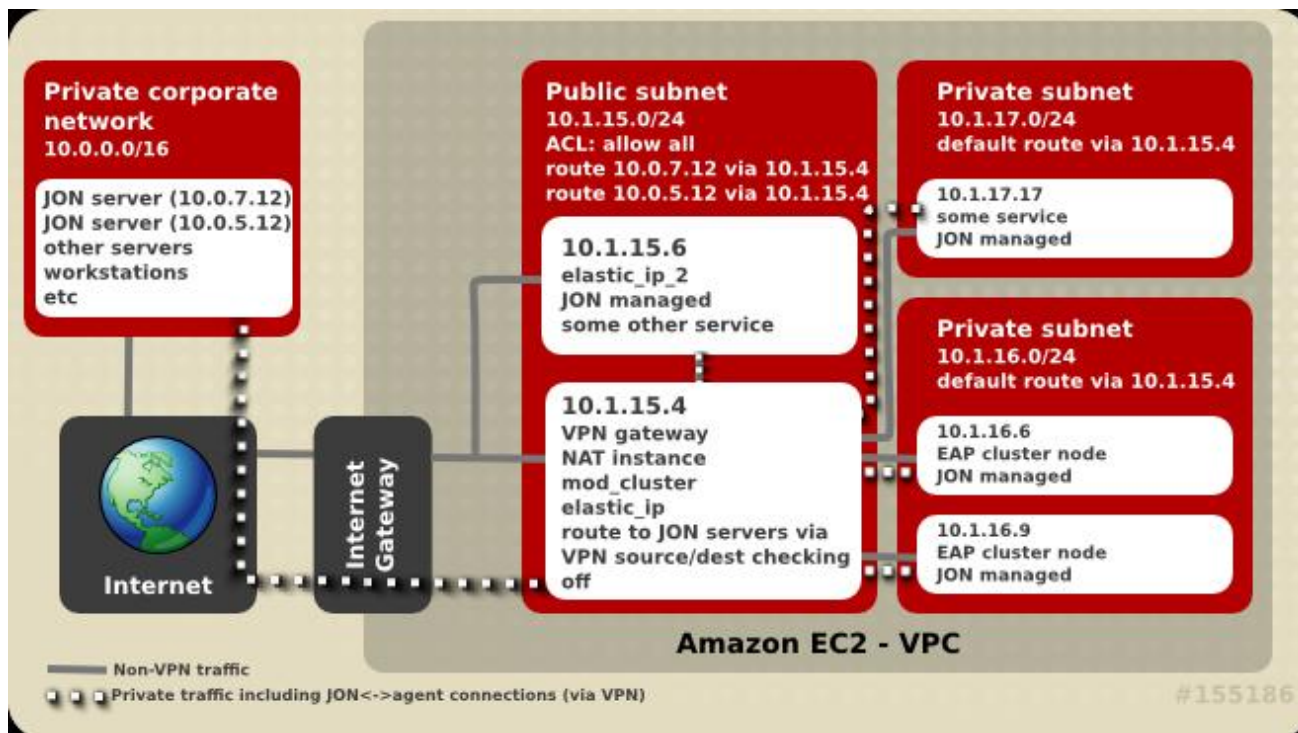 Private corporate
network
10.0.0.0/16
JON server (10.0.7.12)
JON server (10.0.5.12)
other servers
workstations
etc
Internet
Internet
Gateway
Public subnet
10.1.15.0/24
ACL: allow all
route 10.0.7.12 via 10.1.15.4
route 10.0.5.12 via 10.1.15.4
10.1.15.6
elastic_ip_2
JON managed
some other service
10.1.15.4
VPN gateway
NAT instance
mod_cluster
elastic_ip
route to JON servers via
VPN source/dest checking
off
Private subnet
10.1.17.0/24
default route via 10.1.15.4
10.1.17.17
some service
JON managed
Private subnet
10.1.16.0/24
default route via 10.1.15.4
10.1.16.6
EAP cluster node
JON managed
10.1.16.9
EAP cluster node
JON managed
Amazon EC2 - VPC
Non-VPN traffic
Private traffic including JON<->agent connections (via VPN)
#155186